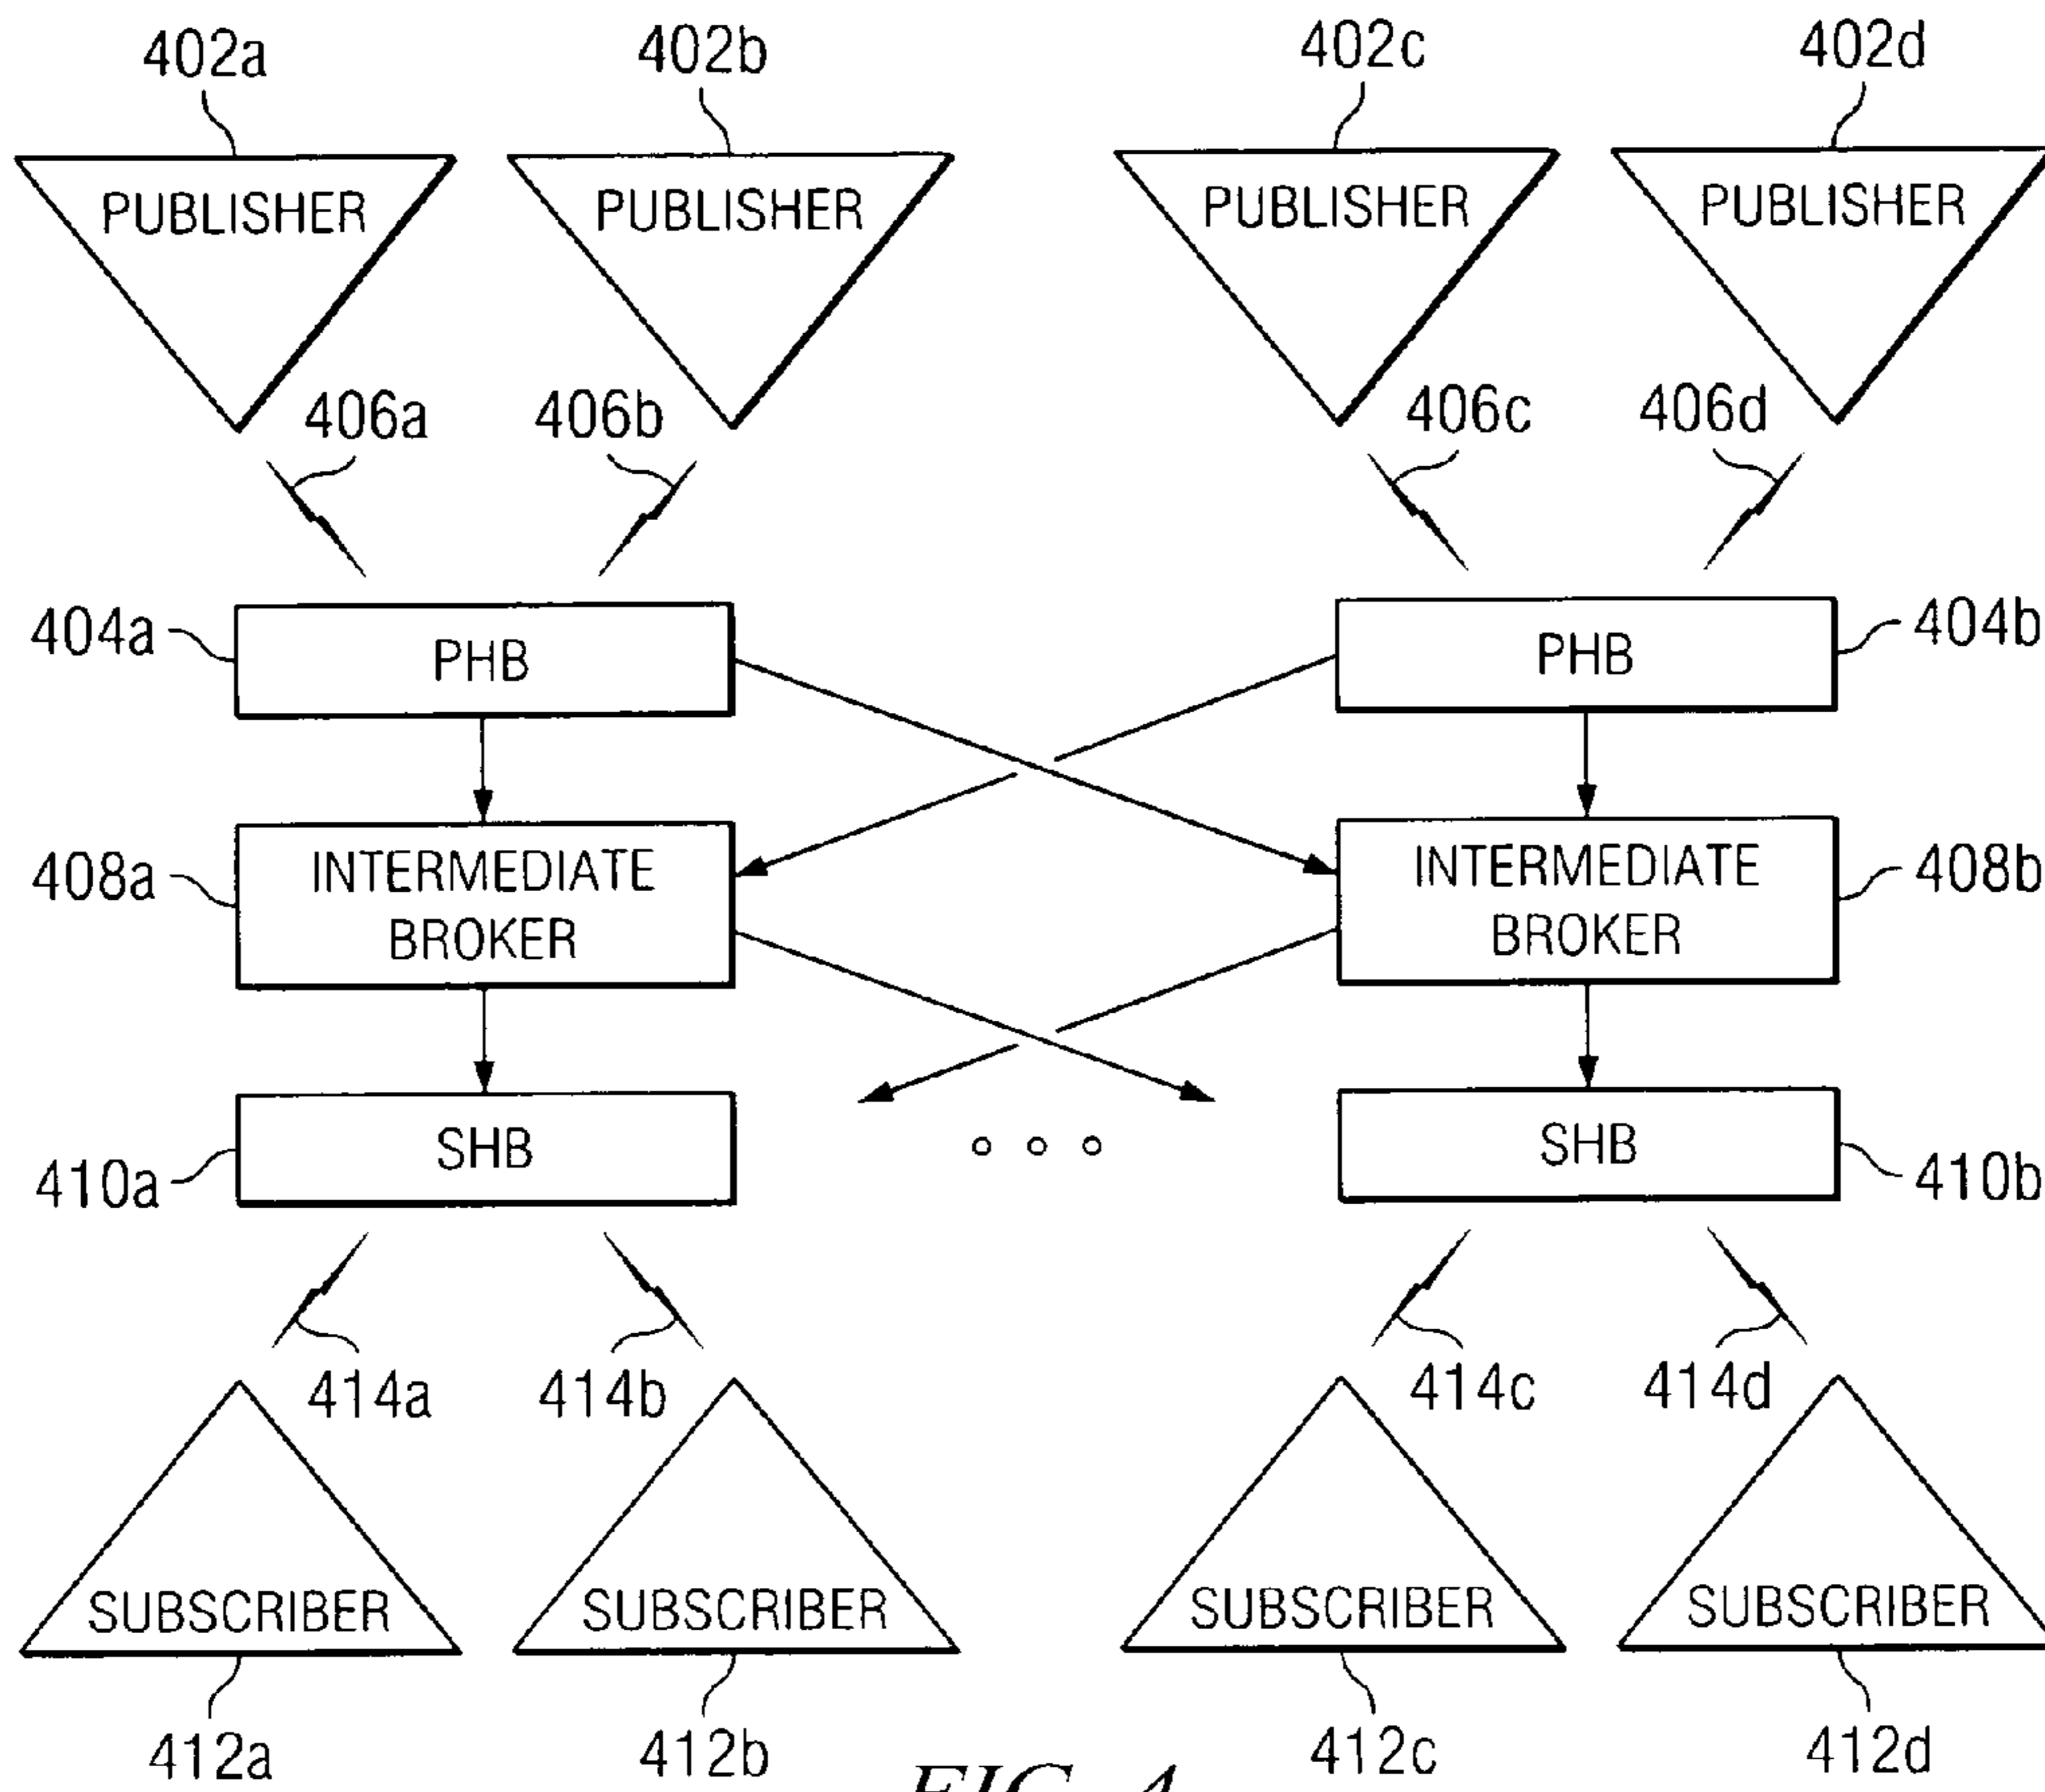 402a 402b 402c 402d
PUBLISHER PUBLISHER PUBLISHER PUBLISHER
406a 406b 406c 406d
404a PHB PHB 404b
408a INTERMEDIATE BROKER INTERMEDIATE BROKER 408b
410a SHB SHB 410b
414a 414b 414c 414d
SUBSCRIBER SUBSCRIBER SUBSCRIBER SUBSCRIBER
412a 412b 412c 412d
FIG. 4